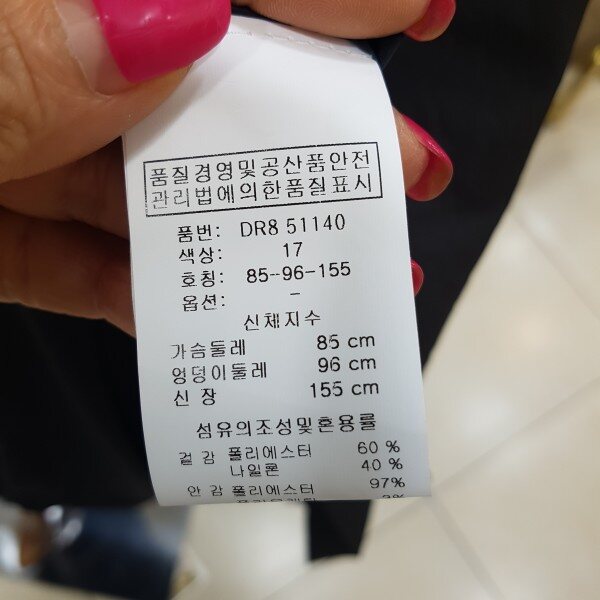 품질경영및공산품안전
관리법에의한품질표시
품번: DR8 51140
색상: 17
호칭: 85-96-155
옵션: -
신체지수
가슴둘레 85 cm
엉덩이둘레 96 cm
신 장 155 cm
섬유의조성및혼용률
겉 감 폴리에스터 60 %
나일론 40 %
안 감 폴리에스터 97%